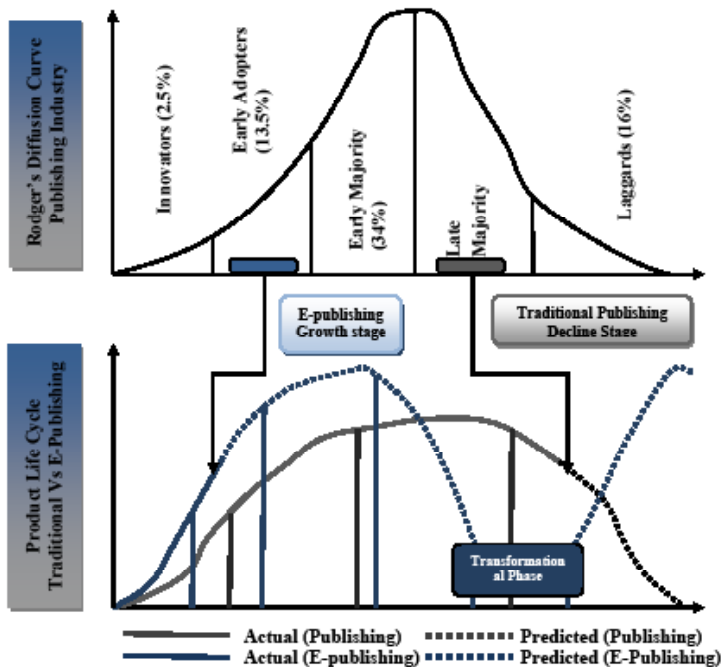 Rodger's Diffusion Curve
Publishing Industry
Innovators (2.5%)
Early Adopters
(13.5%)
Early Majority
(34%)
Late
Majority
Laggards (16%)
E-publishing
Growth stage
Traditional Publishing
Decline Stage
Product Life Cycle
Traditional Vs E-Publishing
Transformation
al Phase
Actual (Publishing)
Predicted (Publishing)
Actual (E-publishing)
Predicted (E-Publishing)